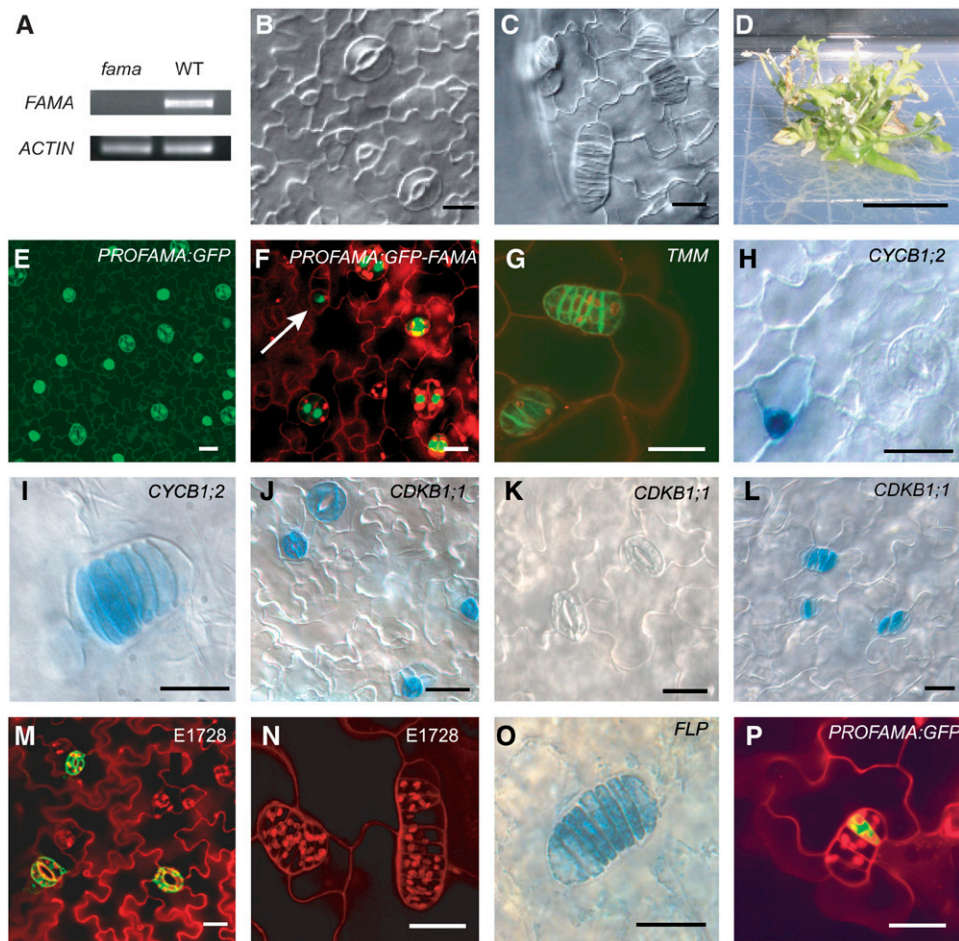 A
fama WT
FAMA
ACTIN
B
C
D
E PROFAMA:GFP
F PROFAMA:GFP-FAMA
G TMM
H CYCB1;2
I CYCB1;2
J CDKB1;1
K CDKB1;1
L CDKB1;1
M E1728
N E1728
O FLP
P PROFAMA:GFP